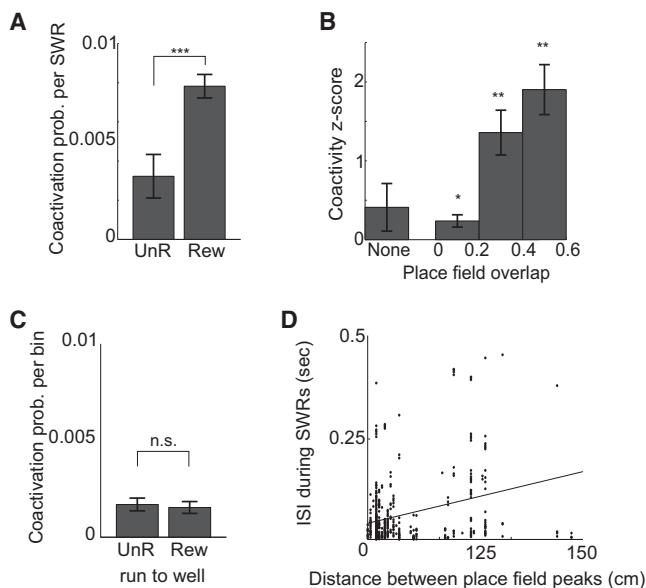 A
Coactivation prob. per SWR
0.01
0.005
0
***
UnR Rew
B
Coactivity z-score
2
1
0
*
**
**
None 0 0.2 0.4 0.6
Place field overlap
C
Coactivation prob. per bin
0.01
0.005
0
n.s.
UnR Rew
run to well
D
ISI during SWRs (sec)
0.5
0.25
0 125 150
Distance between place field peaks (cm)